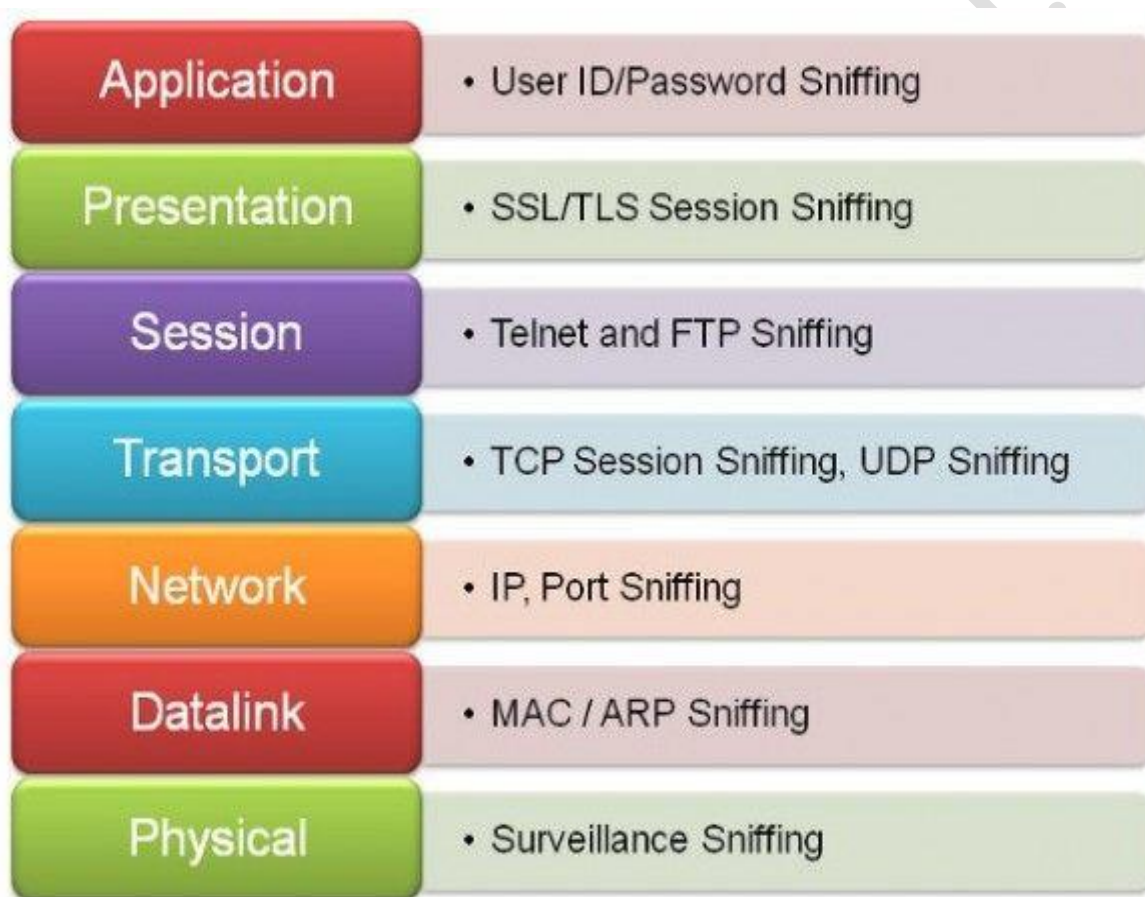 Application
• User ID/Password Sniffing
Presentation
• SSL/TLS Session Sniffing
Session
• Telnet and FTP Sniffing
Transport
• TCP Session Sniffing, UDP Sniffing
Network
• IP, Port Sniffing
Datalink
• MAC / ARP Sniffing
Physical
• Surveillance Sniffing